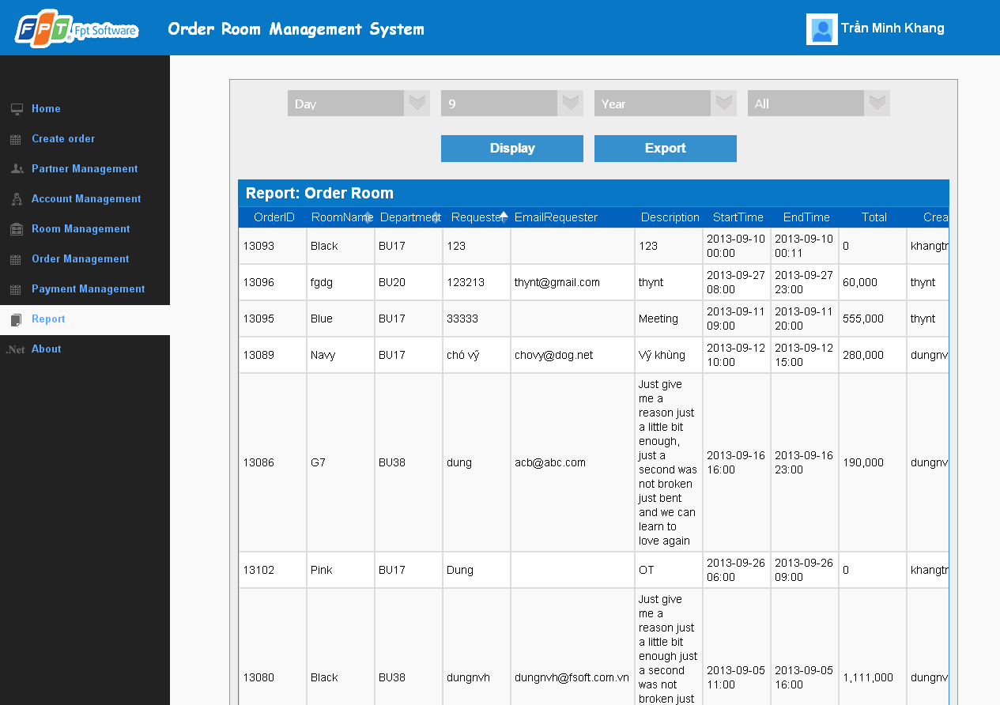 FPT Fpt Software
Order Room Management System
Trần Minh Khang
Home
Create order
Partner Management
Account Management
Room Management
Order Management
Payment Management
Report
.Net About
Day 9 Year All
Display Export
Report: Order Room
OrderID RoomName Department Requester EmailRequester Description StartTime EndTime Total Crea
13093 Black BU17 123 123 2013-09-10 00:00 2013-09-10 00:11 0 khangtr
13096 fgdg BU20 123213 thynt@gmail.com thynt 2013-09-27 08:00 2013-09-27 23:00 60,000 thynt
13095 Blue BU17 33333 Meeting 2013-09-11 09:00 2013-09-11 20:00 555,000 thynt
13089 Navy BU17 chó vỹ chovy@dog.net Vỹ khùng 2013-09-12 10:00 2013-09-12 15:00 280,000 dungnv
13086 G7 BU38 dung acb@abc.com
Just give
me a
reason just
a little bit
enough,
just a
second was
not broken
just bent
and we can
learn to
love again
2013-09-16 16:00 2013-09-16 23:00 190,000 dungnv
13102 Pink BU17 Dung OT 2013-09-26 06:00 2013-09-26 09:00 0 khangtr
13080 Black BU38 dungnvh dungnvh@fsoft.com.vn
Just give
me a
reason just
a little bit
enough just
a second
was not
broken just
2013-09-05 11:00 2013-09-05 16:00 1,111,000 dungnv